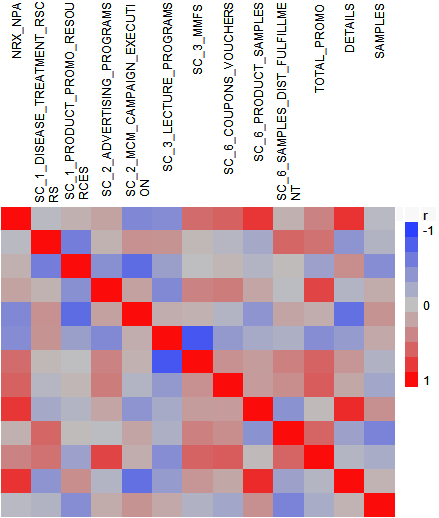 NRX_NPA
SC_1_DISEASE_TREATMENT_RSC
RS
SC_1_PRODUCT_PROMO_RESOU
RCES
SC_2_ADVERTISING_PROGRAMS
SC_2_MCM_CAMPAIGN_EXECUTI
ON
SC_3_LECTURE_PROGRAMS
SC_3_MMFS
SC_6_COUPONS_VOUCHERS
SC_6_PRODUCT_SAMPLES
SC_6_SAMPLES_DIST_FULFILLME
NT
TOTAL_PROMO
DETAILS
SAMPLES
r
-1
0
1